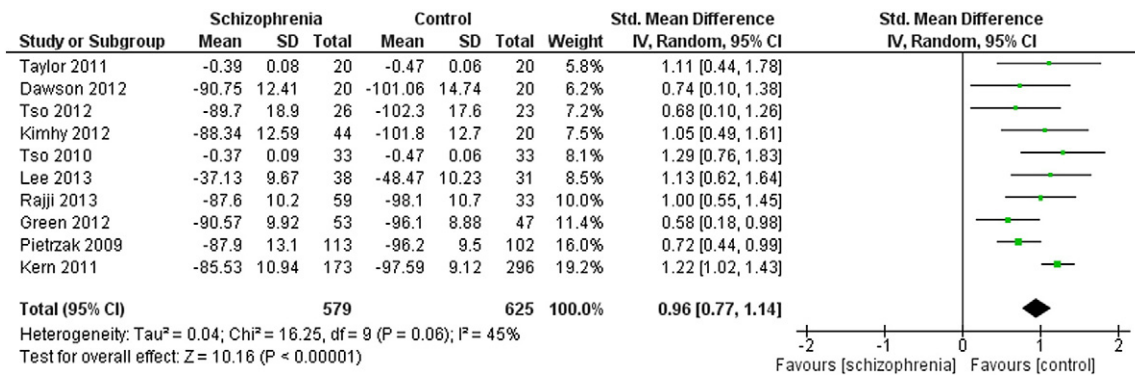 Schizophrenia Control Std. Mean Difference Std. Mean Difference
Study or Subgroup Mean SD Total Mean SD Total Weight IV, Random, 95% CI IV, Random, 95% CI
Taylor 2011 -0.39 0.08 20 -0.47 0.06 20 5.8% 1.11 [0.44, 1.78]
Dawson 2012 -90.75 12.41 20 -101.06 14.74 20 6.2% 0.74 [0.10, 1.38]
Tso 2012 -89.7 18.9 26 -102.3 17.6 23 7.3% 0.68 [0.10, 1.26]
Kimhy 2012 -88.34 12.59 44 -101.8 12.7 20 7.5% 1.05 [0.49, 1.61]
Tso 2010 -0.37 0.09 33 -0.47 0.06 33 8.1% 1.29 [0.76, 1.83]
Lee 2013 -37.13 9.67 38 -48.47 10.23 31 8.5% 1.13 [0.62, 1.64]
Rajji 2013 -87.6 10.2 59 -98.1 10.7 33 10.0% 1.00 [0.55, 1.45]
Green 2012 -90.57 9.92 53 -96.1 8.88 47 11.4% 0.58 [0.18, 0.98]
Pietrzak 2009 -87.9 13.1 113 -96.2 9.5 102 16.0% 0.72 [0.44, 0.99]
Kern 2011 -85.53 10.94 173 -97.59 9.12 296 19.2% 1.22 [1.02, 1.43]
Total (95% CI) 579 625 100.0% 0.96 [0.77, 1.14]
Heterogeneity: Tau² = 0.04; Chi² = 16.25, df = 9 (P = 0.06); I² = 45%
Test for overall effect: Z = 10.16 (P < 0.00001)
-2 -1 0 1 2
Favours [schizophrenia] Favours [control]